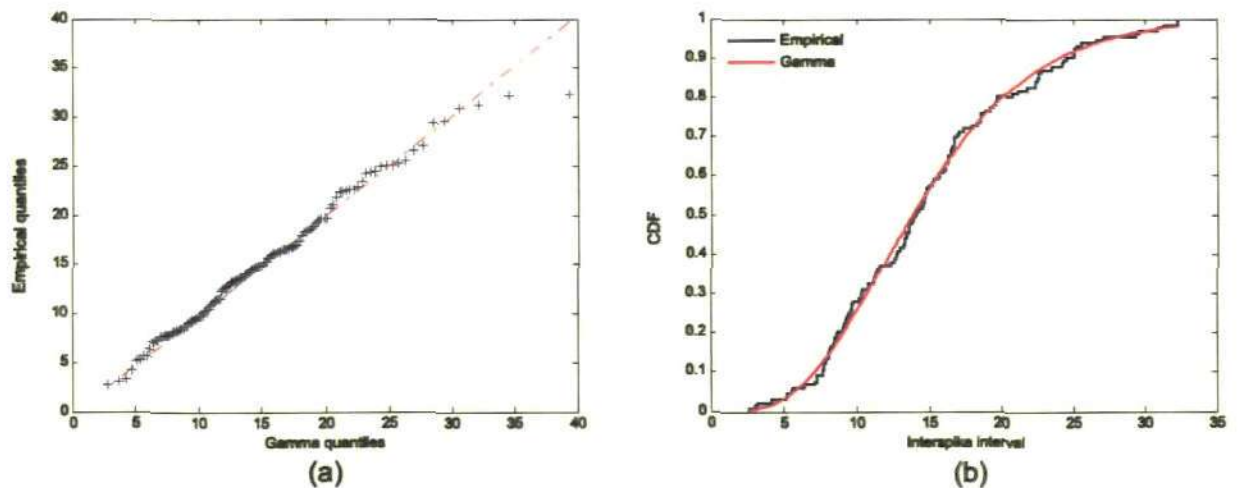 40
35
30
25
20
15
10
5
0
0 5 10 15 20 25 30 35 40
Empirical quantiles
Gamma quantiles
(a)
1
0.9
0.8
0.7
0.6
0.5
0.4
0.3
0.2
0.1
0
0 5 10 15 20 25 30 35
CDF
Empirical
Gamma
Interspike interval
(b)